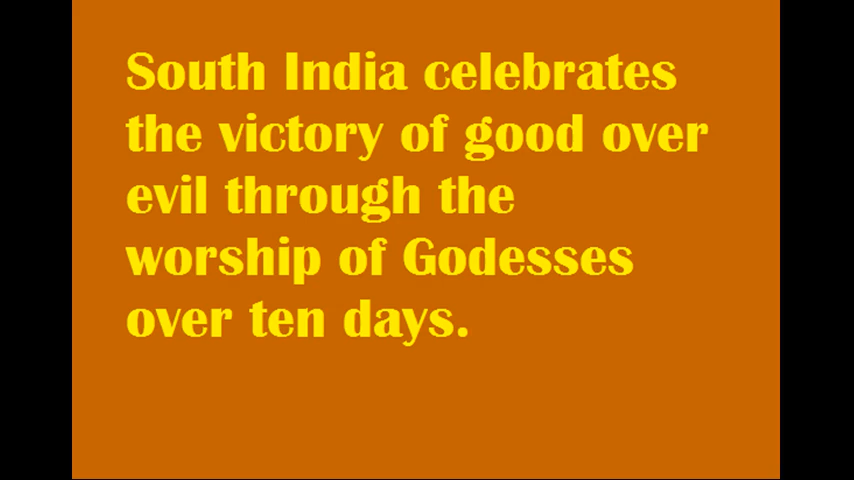 South India celebrates
the victory of good over
evil through the
worship of Godesses
over ten days.